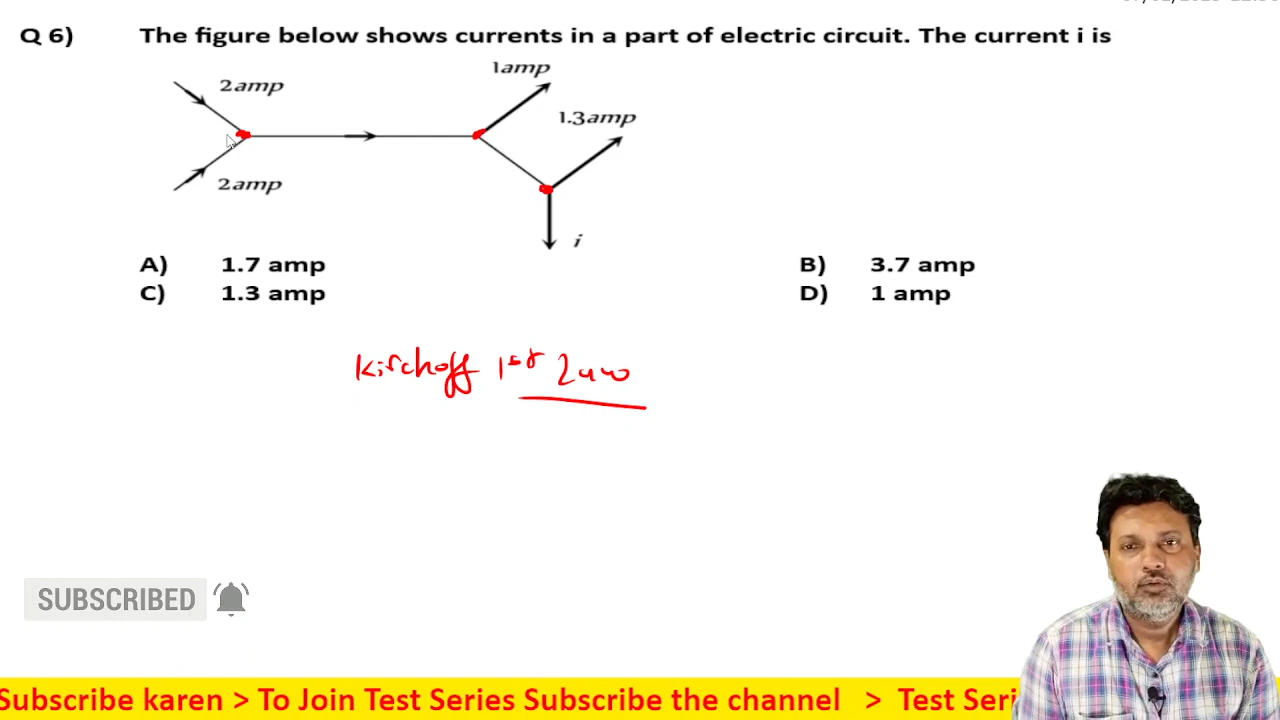 Q 6) The figure below shows currents in a part of electric circuit. The current i is
1amp
2amp
1.3amp
2amp
i
A) 1.7 amp B) 3.7 amp
C) 1.3 amp D) 1 amp
Kirchoff 1st Law
SUBSCRIBED
Subscribe karen > To Join Test Series Subscribe the channel > Test Seri